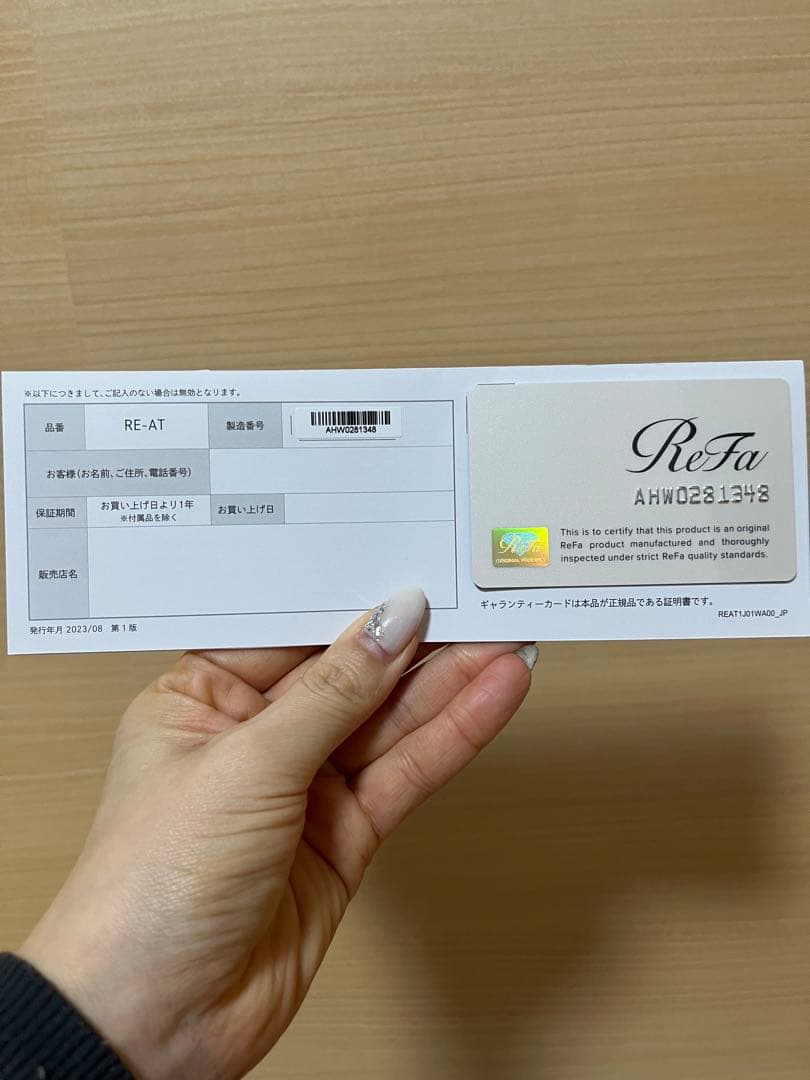 ※以下につきまして、ご記入のない場合は無効となります。
品番 RE-AT 製造番号 AHW0281348
お客様(お名前、ご住所、電話番号)
保証期間 お買い上げ日より1年 お買い上げ日
※付属品を除く
販売店名
発行年月 2023/08 第1版
ReFa
AHW0281348
ReFa
ORIGINAL PRODUCT
This is to certify that this product is an original
ReFa product manufactured and thoroughly
inspected under strict ReFa quality standards.
ギャランティーカードは本品が正規品である証明書です。
REAT1J01WA00_JP